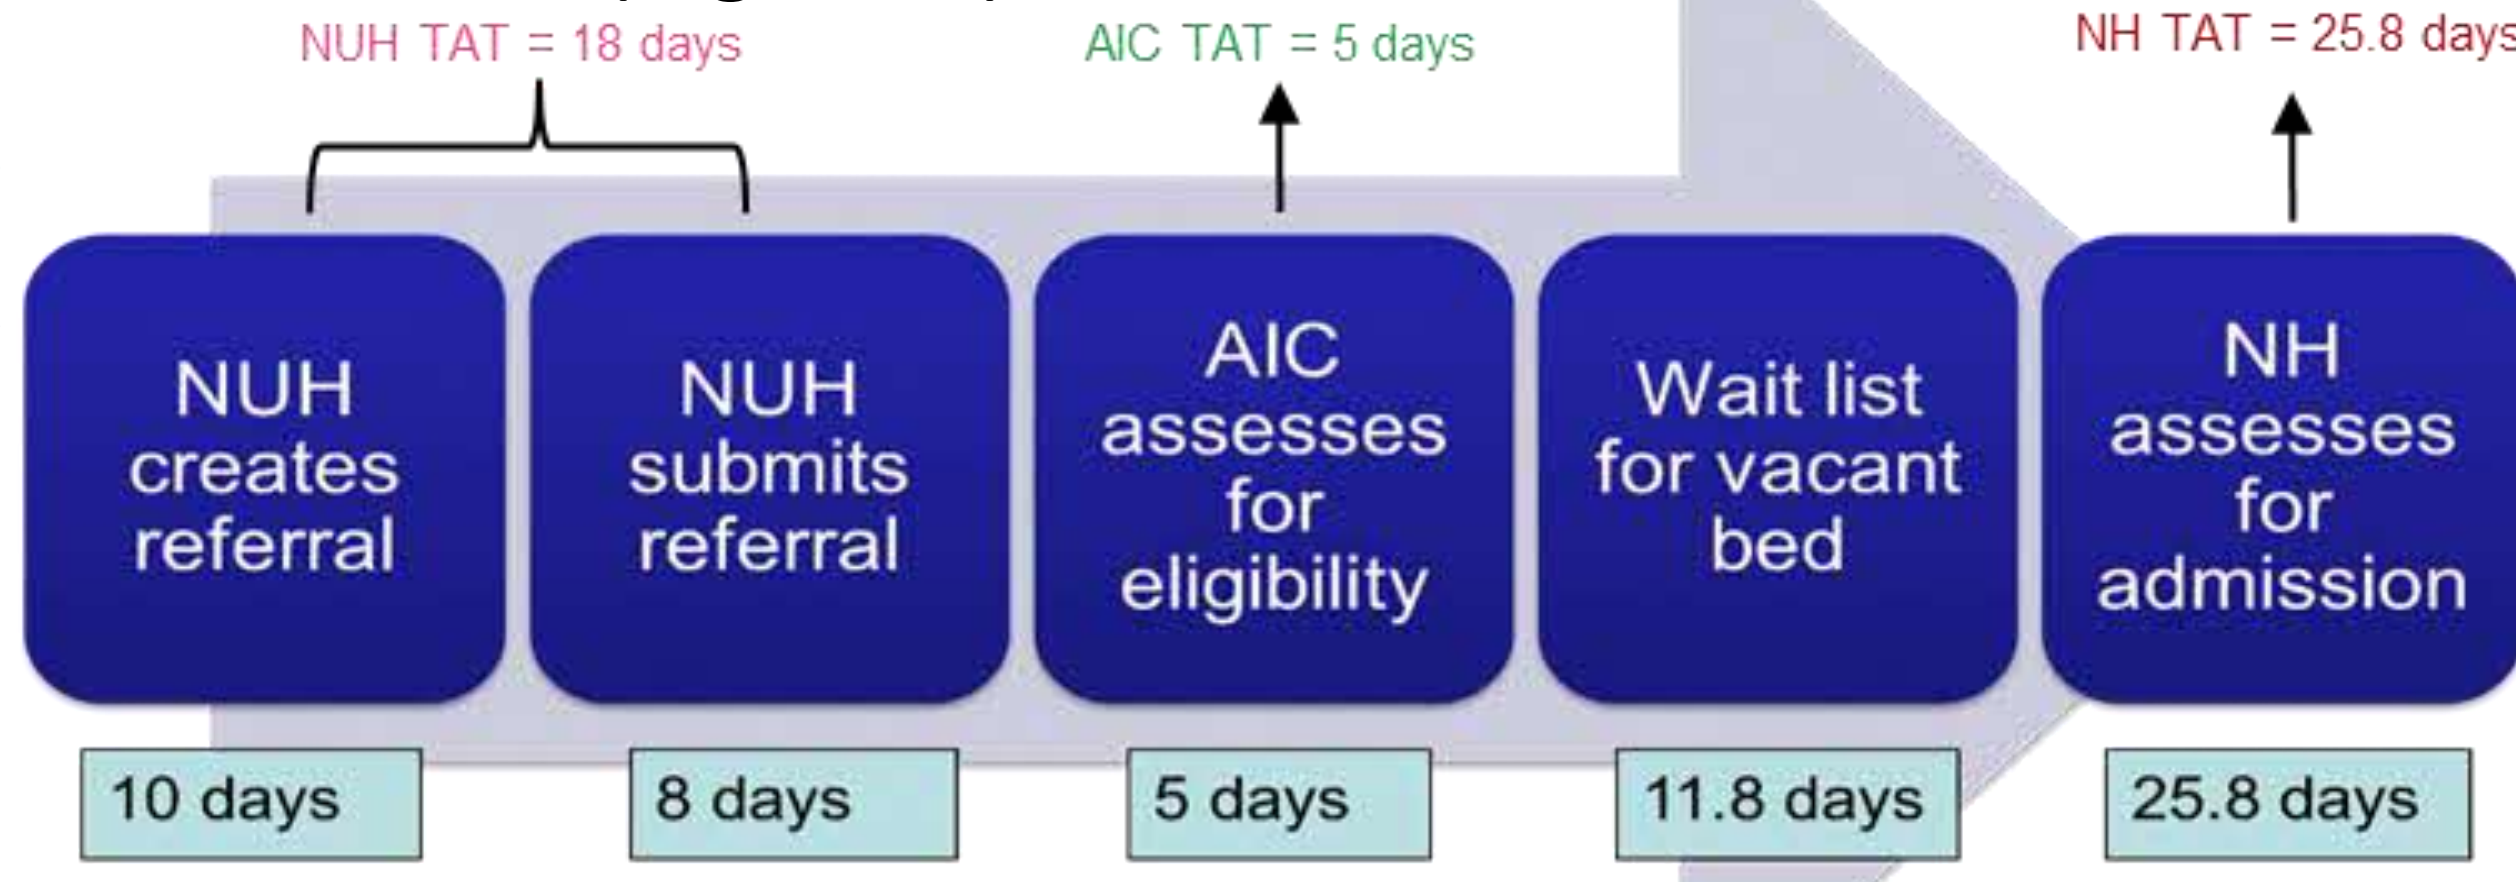 NUH TAT = 18 days
AIC TAT = 5 days
NH TAT = 25.8 days
NUH
creates
referral
NUH
submits
referral
AIC
assesses
for
eligibility
Wait list
for vacant
bed
NH
assesses
for
admission
10 days
8 days
5 days
11.8 days
25.8 days